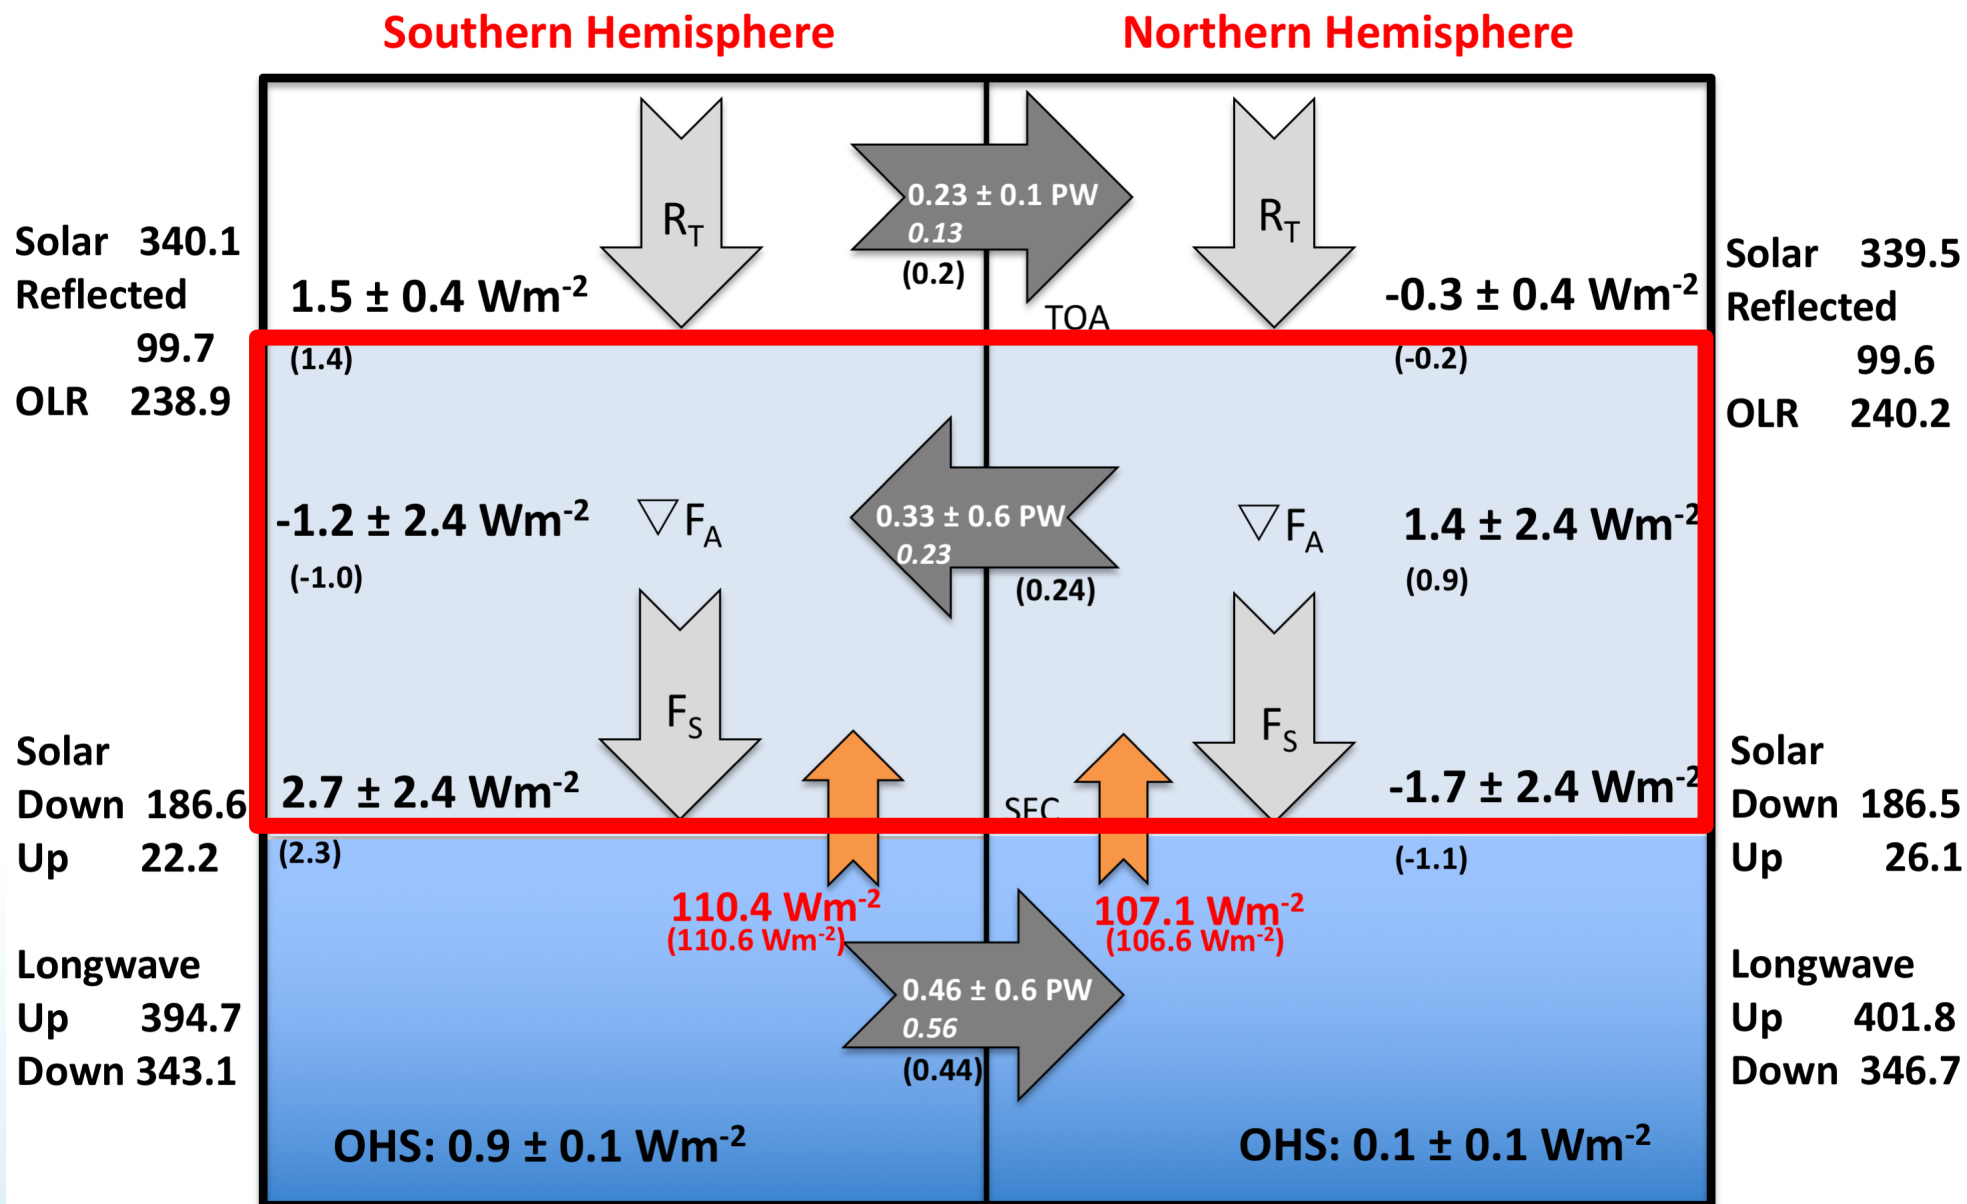 Southern Hemisphere
Northern Hemisphere
Solar 340.1
Reflected
99.7
OLR 238.9
R_T
1.5 ± 0.4 Wm⁻²
(1.4)
0.23 ± 0.1 PW
0.13
(0.2)
TOA
R_T
-0.3 ± 0.4 Wm⁻²
(-0.2)
Solar 339.5
Reflected
99.6
OLR 240.2
-1.2 ± 2.4 Wm⁻²
(-1.0)
▽F_A
0.33 ± 0.6 PW
0.23
(0.24)
▽F_A
1.4 ± 2.4 Wm⁻²
(0.9)
Solar
Down 186.6
Up 22.2
Longwave
Up 394.7
Down 343.1
F_S
2.7 ± 2.4 Wm⁻²
(2.3)
SFC
F_S
-1.7 ± 2.4 Wm⁻²
(-1.1)
110.4 Wm⁻²
(110.6 Wm⁻²)
107.1 Wm⁻²
(106.6 Wm⁻²)
0.46 ± 0.6 PW
0.56
(0.44)
Solar
Down 186.5
Up 26.1
Longwave
Up 401.8
Down 346.7
OHS: 0.9 ± 0.1 Wm⁻²
OHS: 0.1 ± 0.1 Wm⁻²